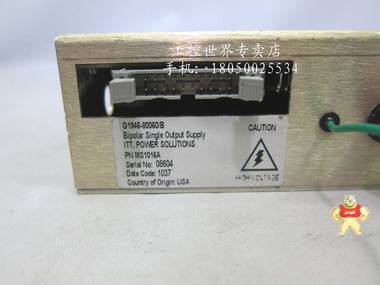 工控世界专卖店
手机:-18050025534
G1946-80060/B
Bipolar Single Output Supply
ITT, POWER SOLUTIONS
PN MS1016A
Serial No: 08604
Date Code: 1037
Country of Origin: USA
CAUTION
HIGH VOLTAGE